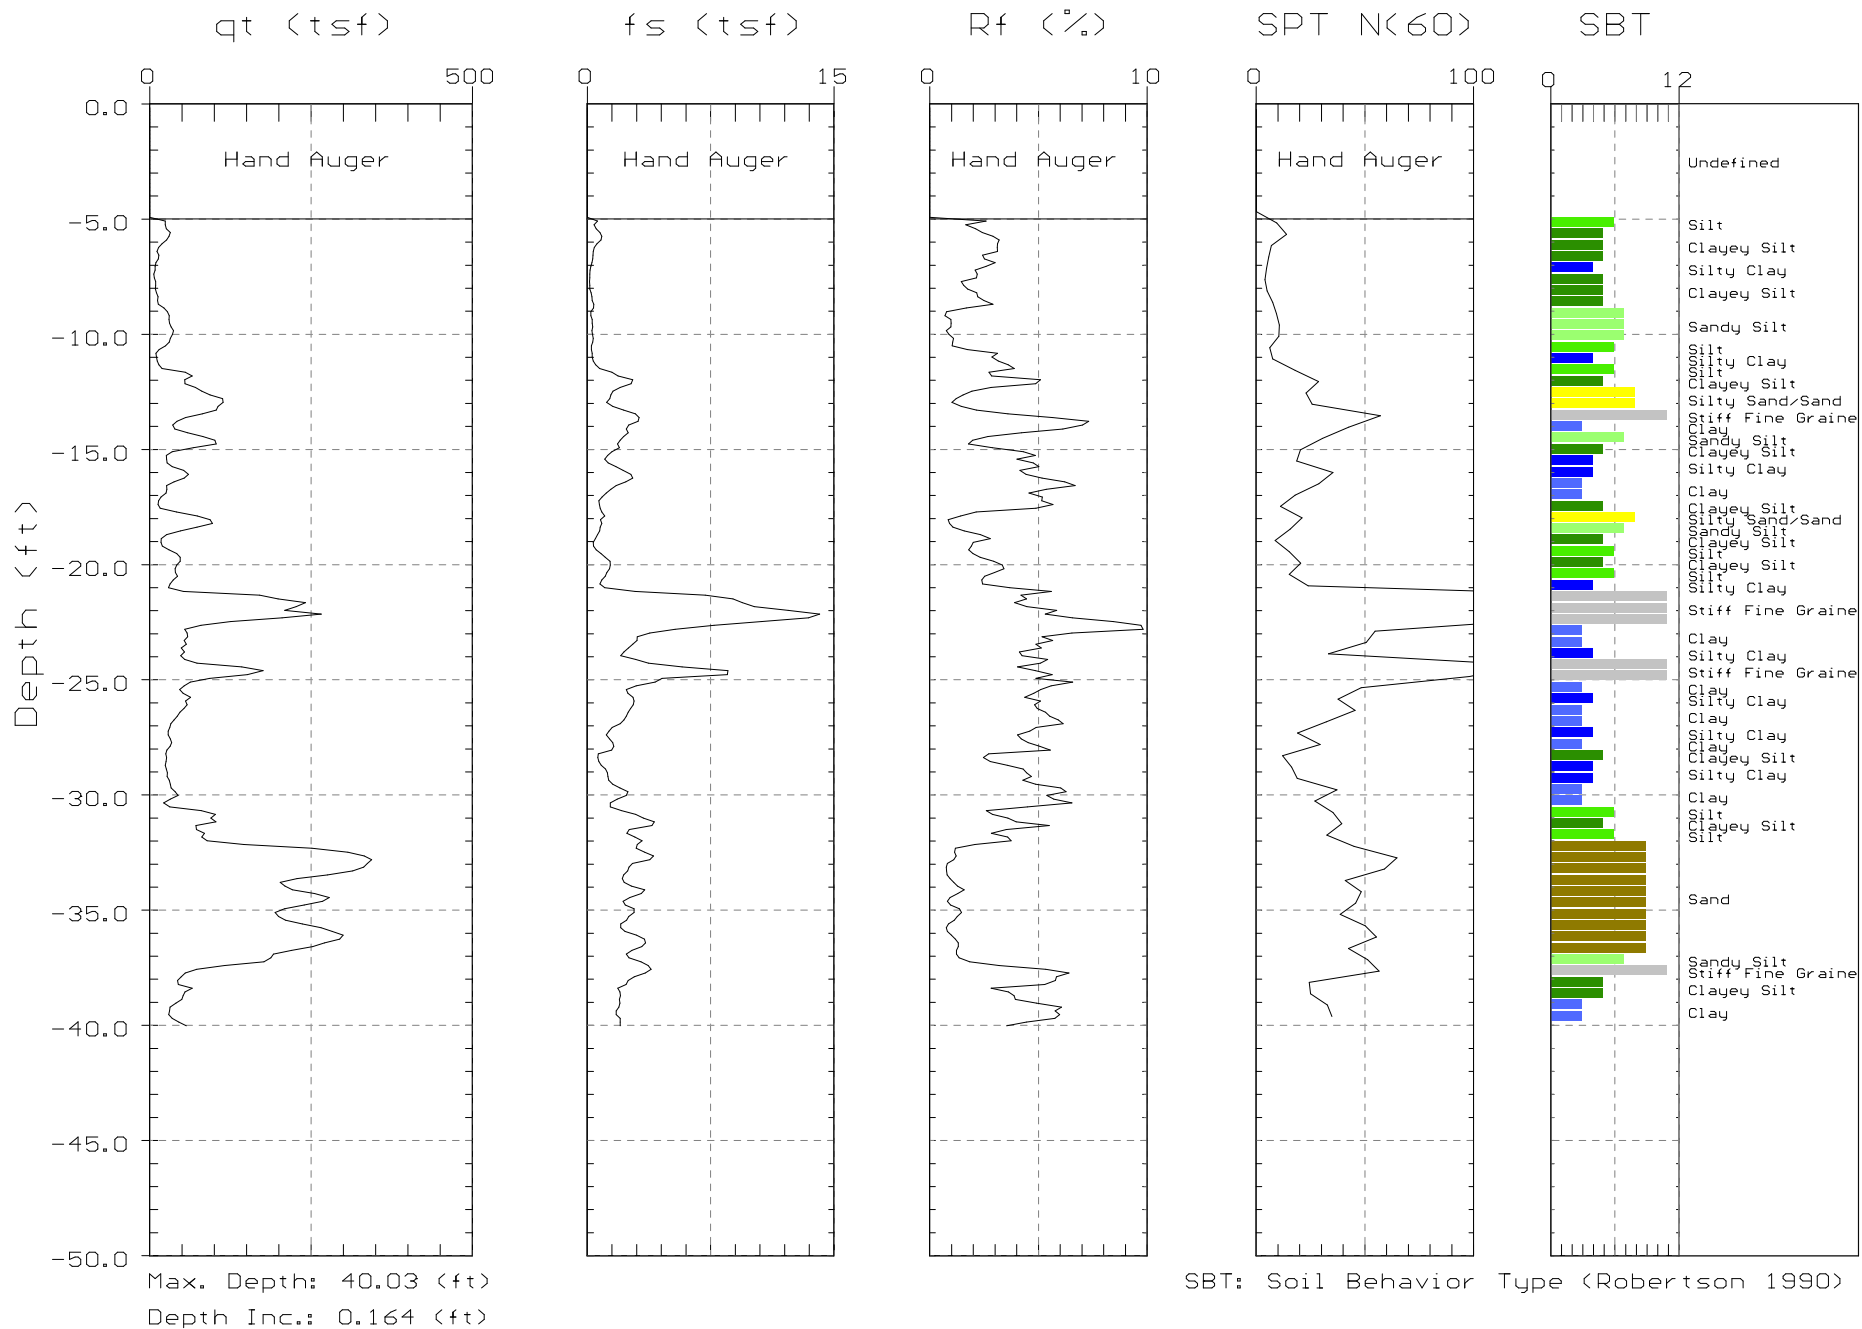 qt (tsf) fs (tsf) Rf (%) SPT N(60) SBT
0 500 0 15 0 10 0 100 0 12
0.0
Hand Auger Hand Auger Hand Auger Hand Auger Undefined
-5.0
Silt
Clayey Silt
Silty Clay
Clayey Silt
Sandy Silt
-10.0
Silt
Silty Clay
Silt
Clayey Silt
Silty Sand/Sand
Stiff Fine Graine
Clay
Sandy Silt
-15.0
Clayey Silt
Silty Clay
Clay
Clayey Silt
Silty Sand/Sand
Sandy Silt
Clayey Silt
Silt
-20.0
Clayey Silt
Silt
Silty Clay
Stiff Fine Graine
Clay
Silty Clay
Stiff Fine Graine
-25.0
Clay
Silty Clay
Clay
Silty Clay
Clay
Clayey Silt
Silty Clay
-30.0
Clay
Silt
Clayey Silt
Silt
Sand
-35.0
Sandy Silt
Stiff Fine Graine
Clayey Silt
Clay
-40.0
-45.0
-50.0
Depth (ft)
Max. Depth: 40.03 (ft) SBT: Soil Behavior Type (Robertson 1990)
Depth Inc.: 0.164 (ft)